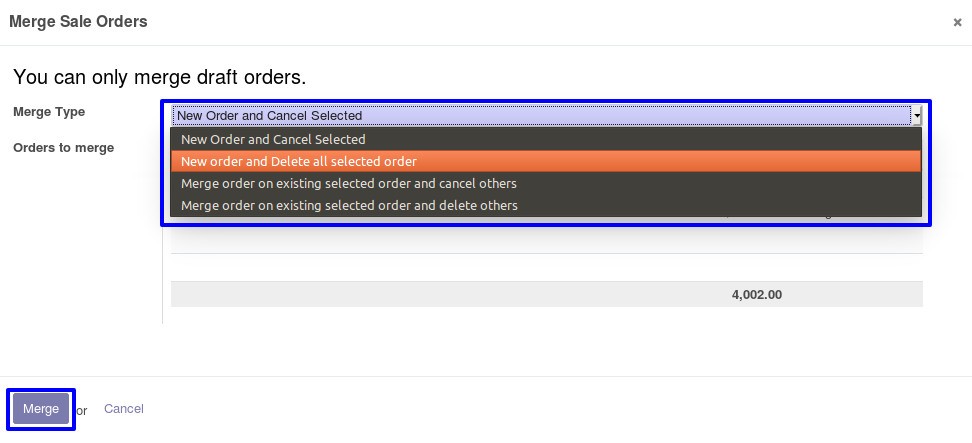 Merge Sale Orders
×
You can only merge draft orders.
Merge Type
New Order and Cancel Selected
New Order and Cancel Selected
Orders to merge
New order and Delete all selected order
Merge order on existing selected order and cancel others
Merge order on existing selected order and delete others
4,002.00
Merge or Cancel